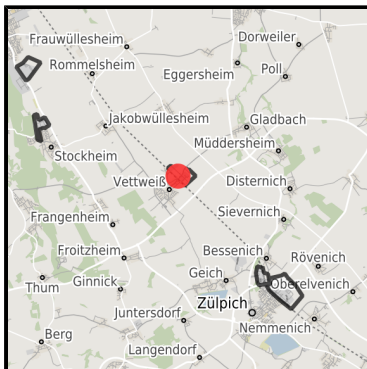 Frauwüllesheim
Dorweiler
Rommelsheim
Eggersheim
Poll
Jakobwüllesheim
Gladbach
Stockheim
Müddersheim
Vettweiß
Disternich
Frangenheim
Sievernich
Froitzheim
Bessenich
Rövenich
Thum
Ginnick
Geich
Oberelvenich
Zülpich
Juntersdorf
Nemmenich
Berg
Langendorf